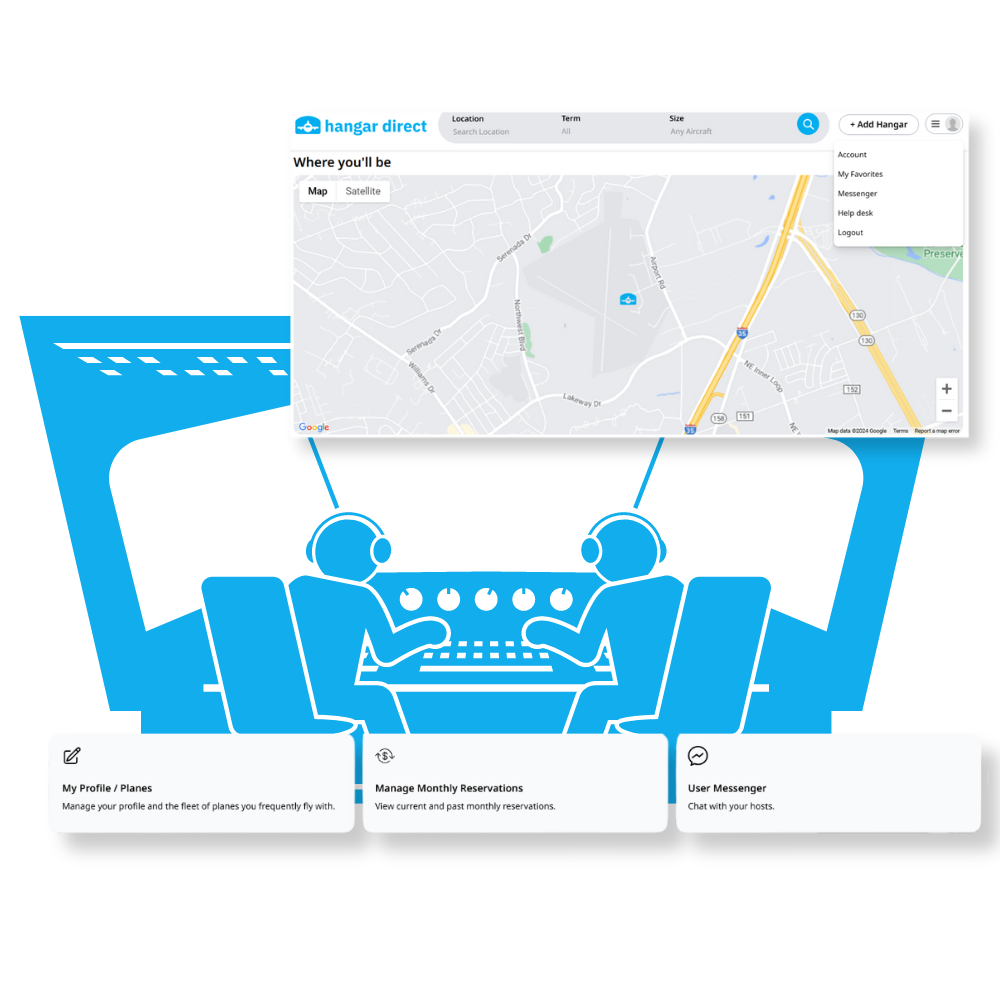 hangar direct
Location
Search Location
Term
All
Size
Any Aircraft
+ Add Hangar
Where you'll be
Account
My Favorites
Messenger
Help desk
Logout
Map
Satellite
Serenada Dr
Airport Rd
Preserve
Northwest Blvd
Serenada Dr
Williams Dr
130
130
35
NE Inner Loop
Lakeway Dr
152
151
158
35
NE
+
−
Google
Map data ©2024 Google
Terms
Report a map error
My Profile / Planes
Manage your profile and the fleet of planes you frequently fly with.
$
Manage Monthly Reservations
View current and past monthly reservations.
User Messenger
Chat with your hosts.